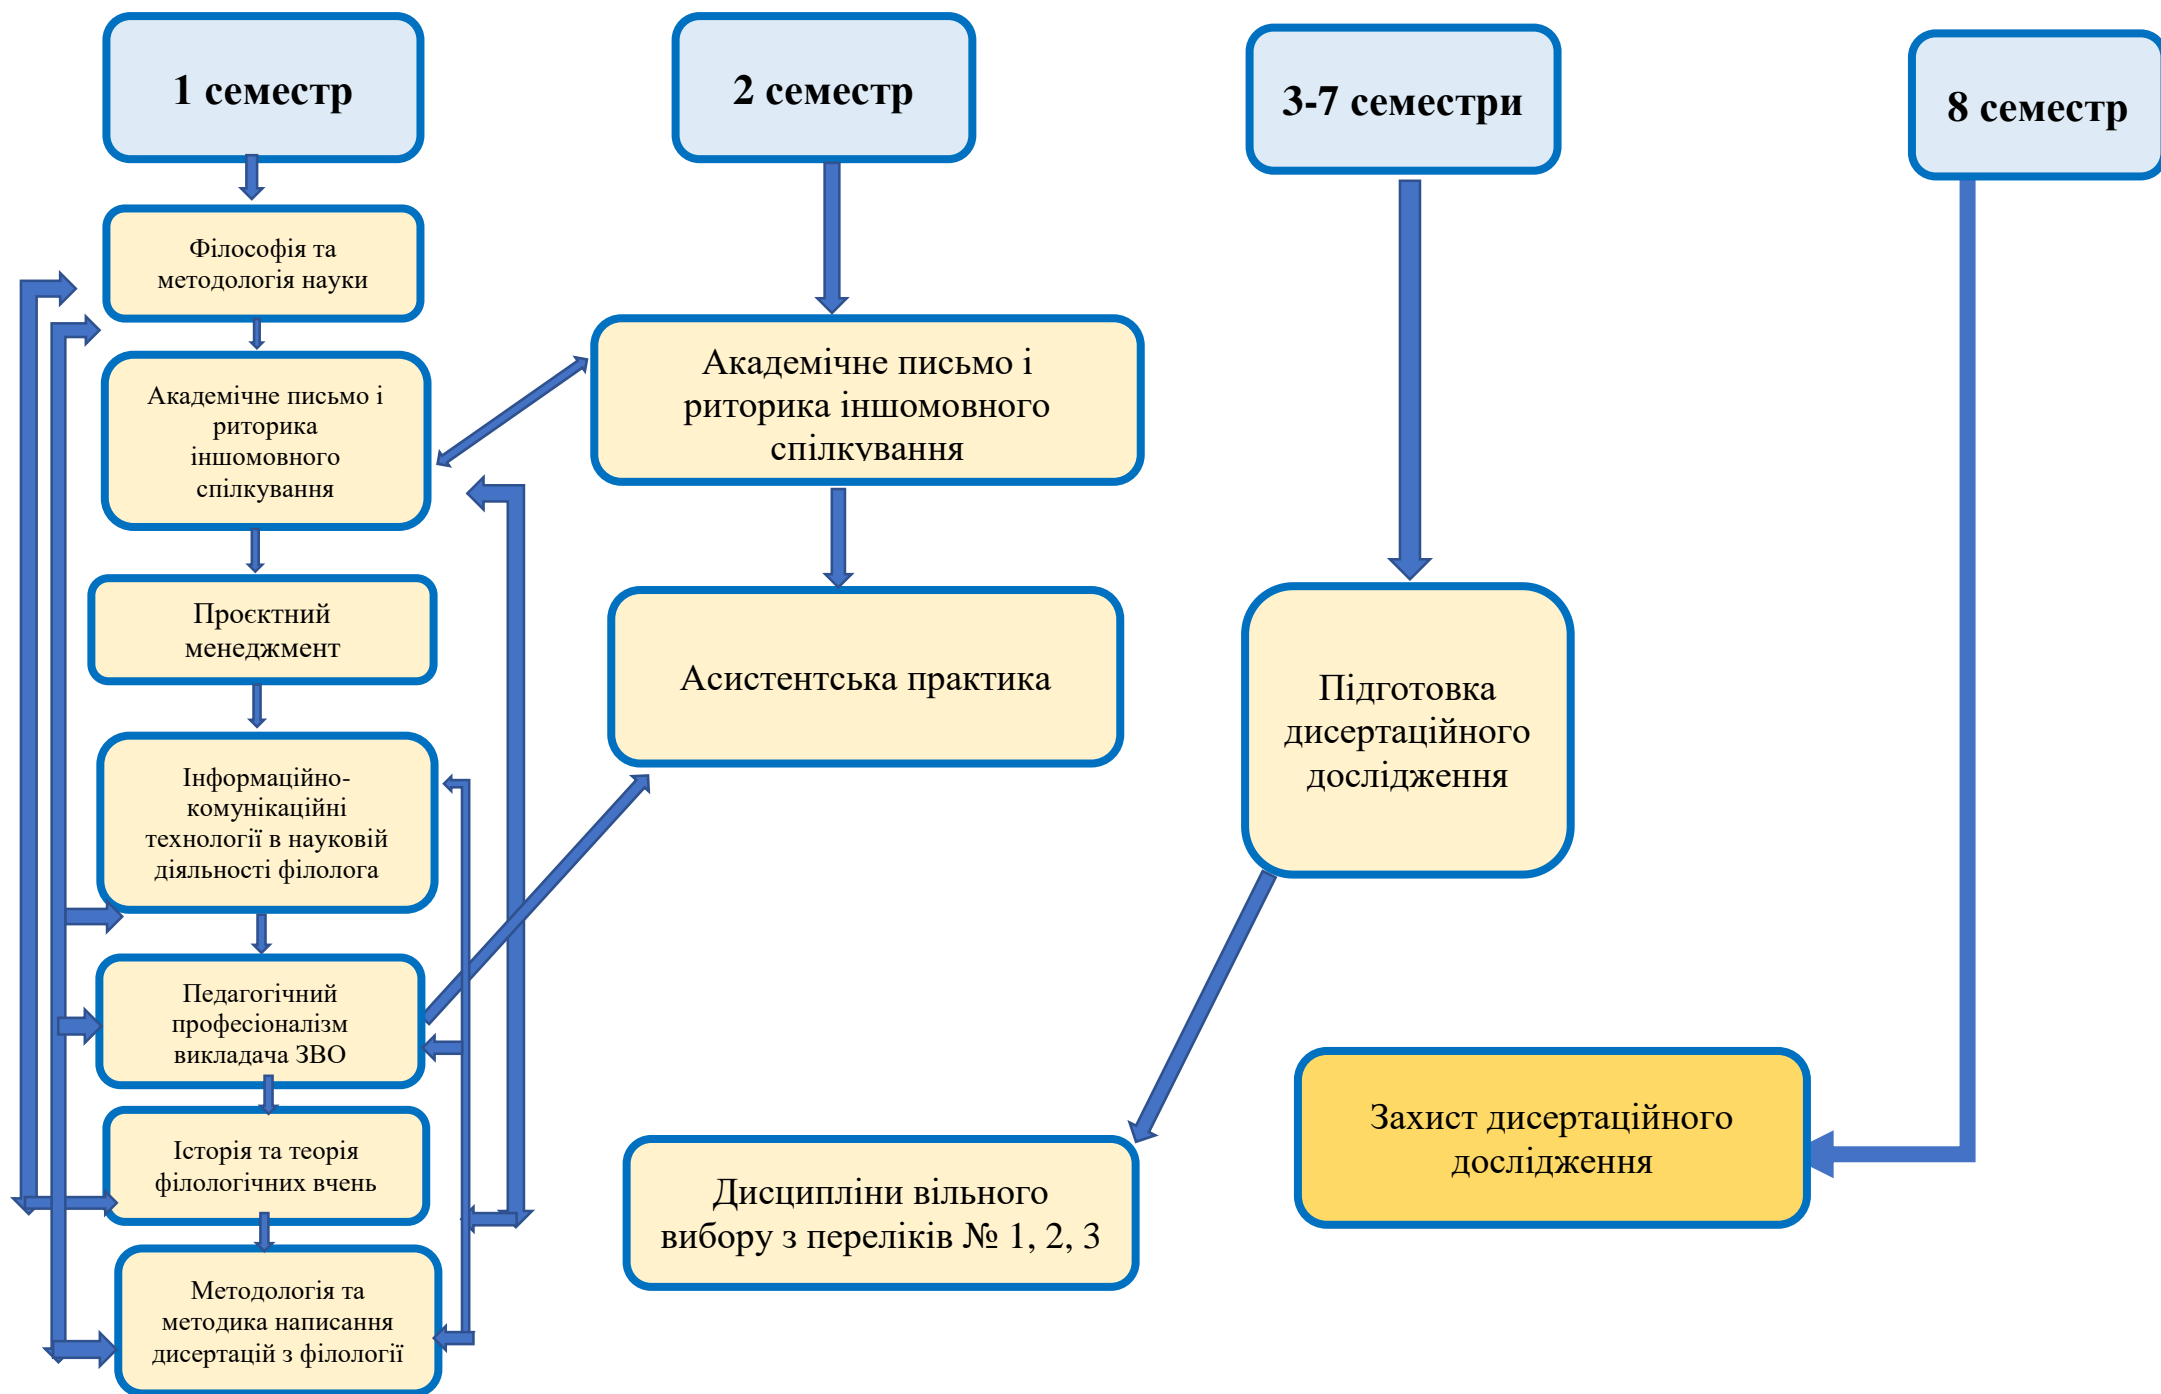 1 семестр
2 семестр
3-7 семестри
8 семестр
Філософія та
методологія науки
Академічне письмо і
риторика
іншомовного
спілкування
Проєктний
менеджмент
Інформаційно-
комунікаційні
технології в науковій
діяльності філолога
Педагогічний
професіоналізм
викладача ЗВО
Історія та теорія
філологічних вчень
Методологія та
методика написання
дисертацій з філології
Академічне письмо і
риторика іншомовного
спілкування
Асистентська практика
Підготовка
дисертаційного
дослідження
Дисципліни вільного
вибору з переліків № 1, 2, 3
Захист дисертаційного
дослідження